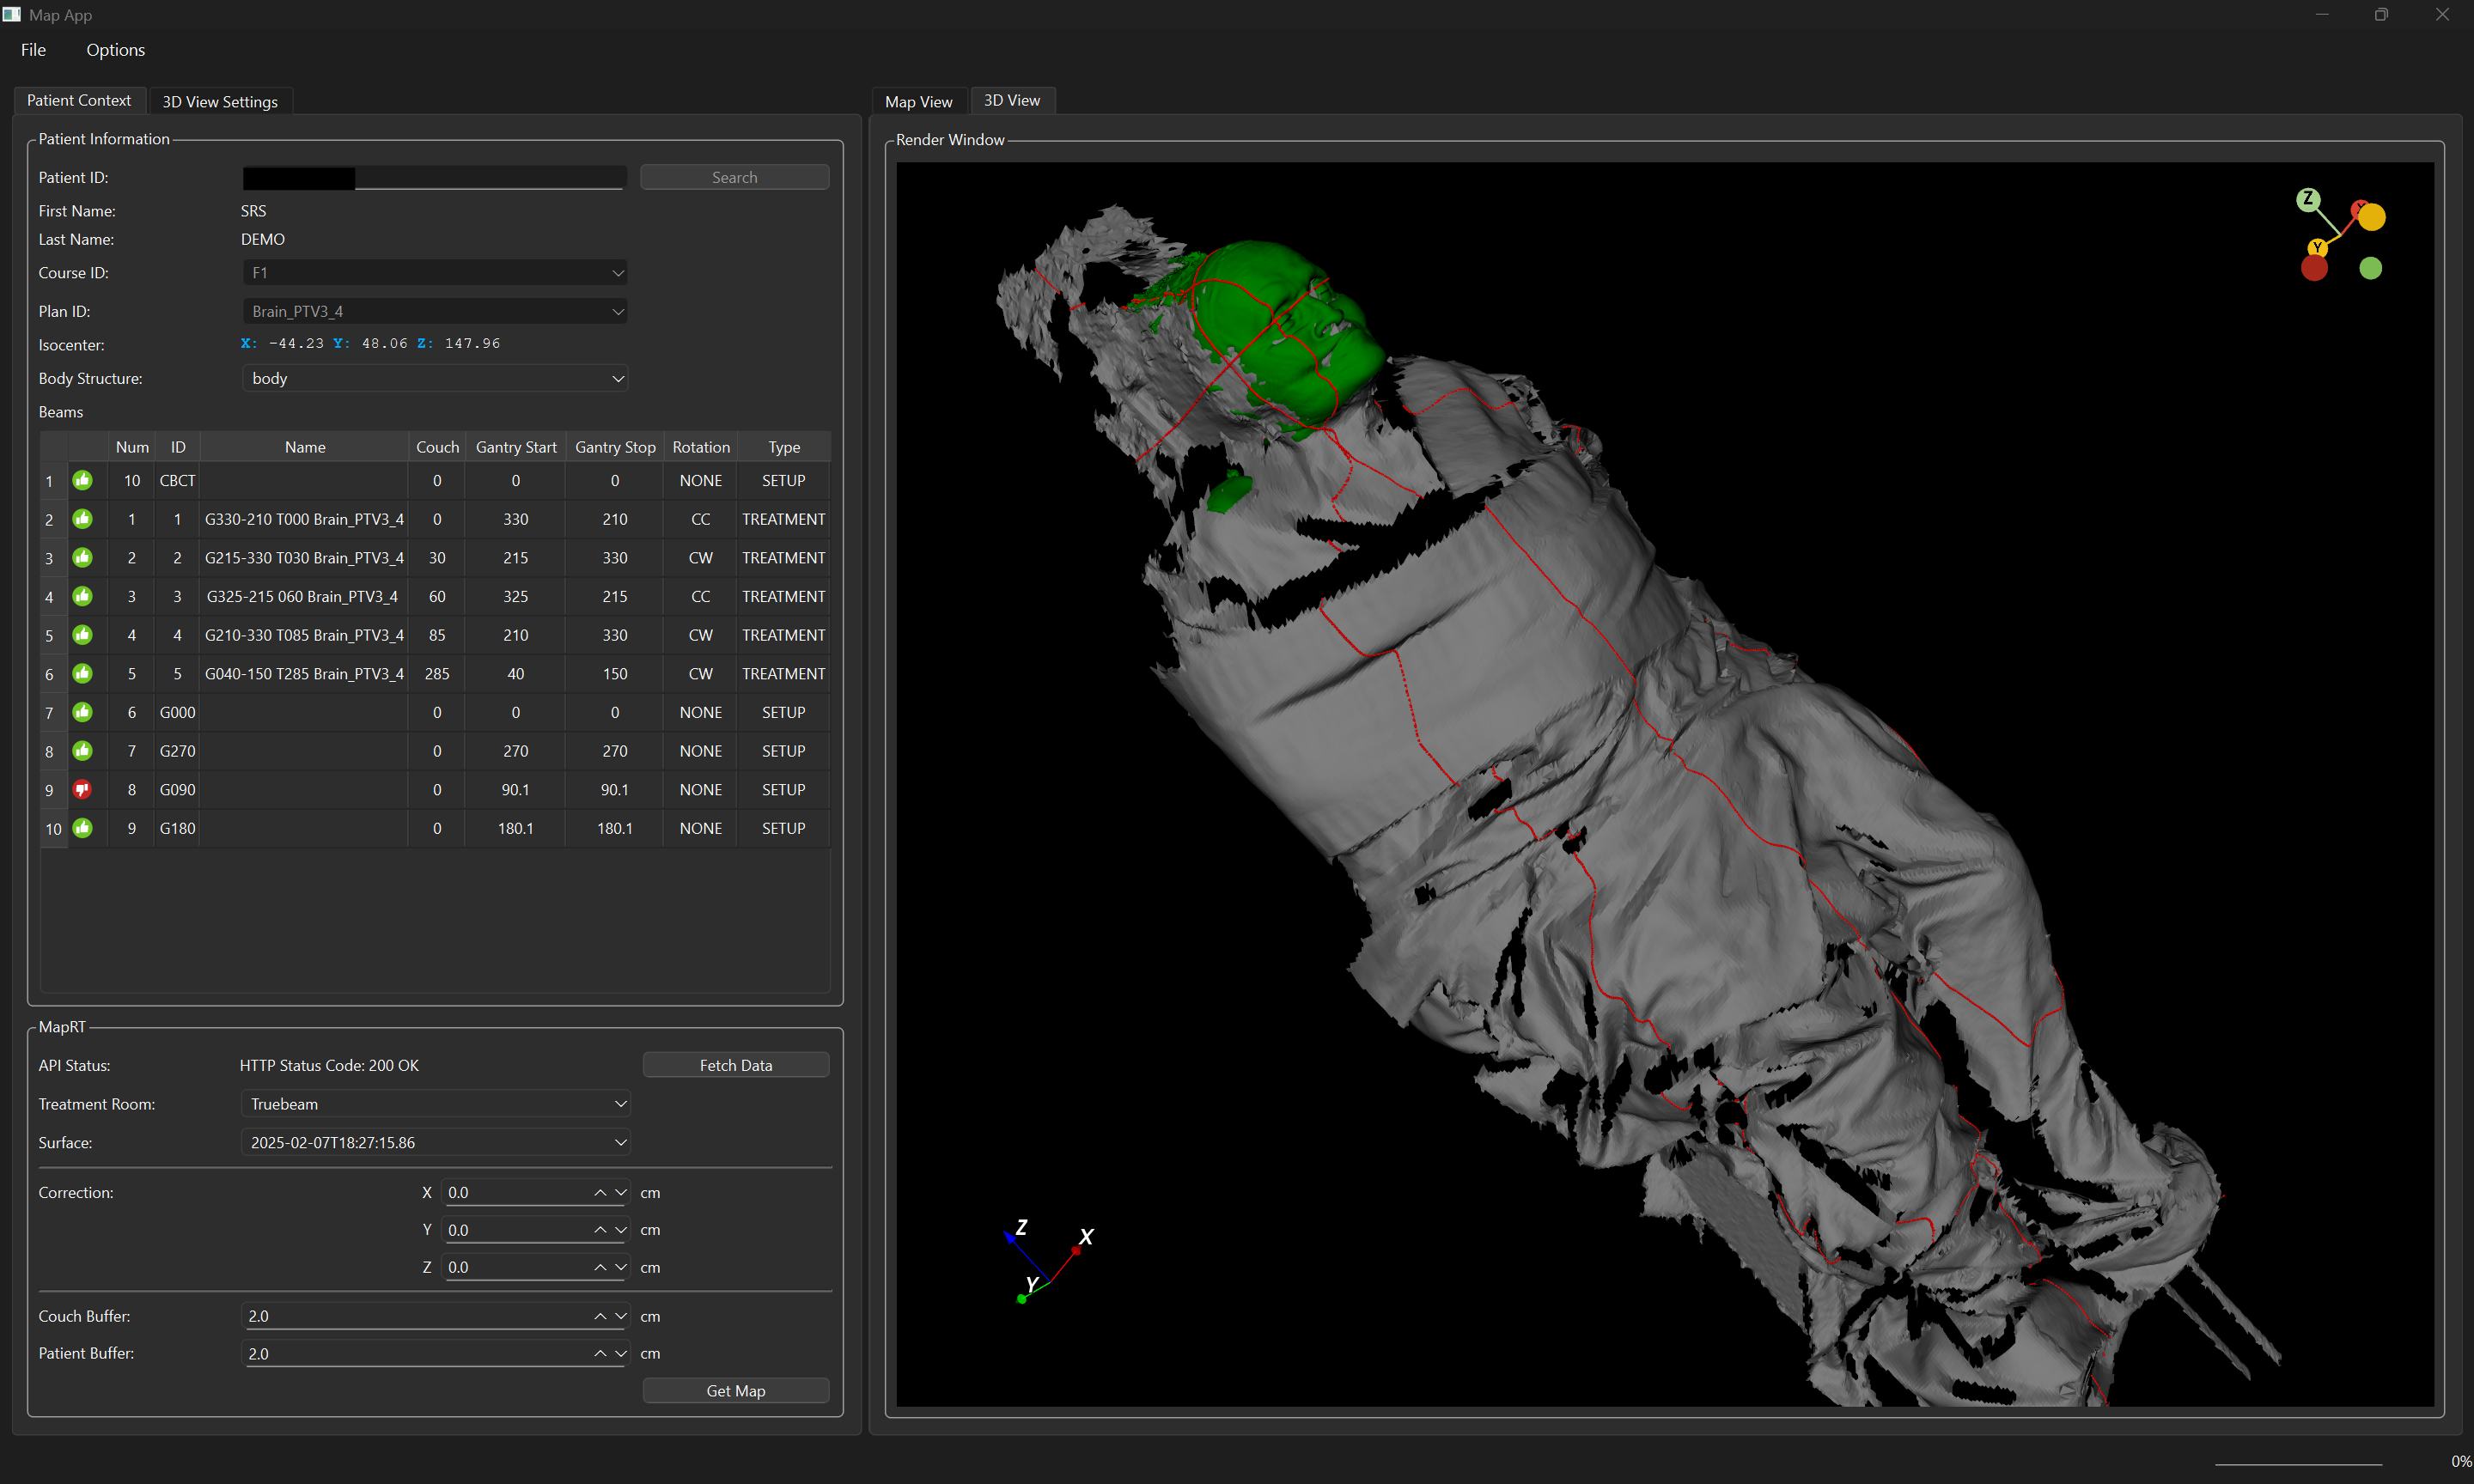 Map App
File Options
Patient Context 3D View Settings
Patient Information
Patient ID: Search
First Name: SRS
Last Name: DEMO
Course ID: F1
Plan ID: Brain_PTV3_4
Isocenter: X: -44.23 Y: 48.06 Z: 147.96
Body Structure: body
Beams
Num ID Name Couch Gantry Start Gantry Stop Rotation Type
1 10 CBCT 0 0 0 NONE SETUP
2 1 1 G330-210 T000 Brain_PTV3_4 0 330 210 CC TREATMENT
3 2 2 G215-330 T030 Brain_PTV3_4 30 215 330 CW TREATMENT
4 3 3 G325-215 060 Brain_PTV3_4 60 325 215 CC TREATMENT
5 4 4 G210-330 T085 Brain_PTV3_4 85 210 330 CW TREATMENT
6 5 5 G040-150 T285 Brain_PTV3_4 285 40 150 CW TREATMENT
7 6 G000 0 0 0 NONE SETUP
8 7 G270 0 270 270 NONE SETUP
9 8 G090 0 90.1 90.1 NONE SETUP
10 9 G180 0 180.1 180.1 NONE SETUP
MapRT
API Status: HTTP Status Code: 200 OK Fetch Data
Treatment Room: Truebeam
Surface: 2025-02-07T18:27:15.86
Correction: X 0.0 cm
Y 0.0 cm
Z 0.0 cm
Couch Buffer: 2.0 cm
Patient Buffer: 2.0 cm
Get Map
Map View 3D View
Render Window
Z
Y
Z
X
Y
0%